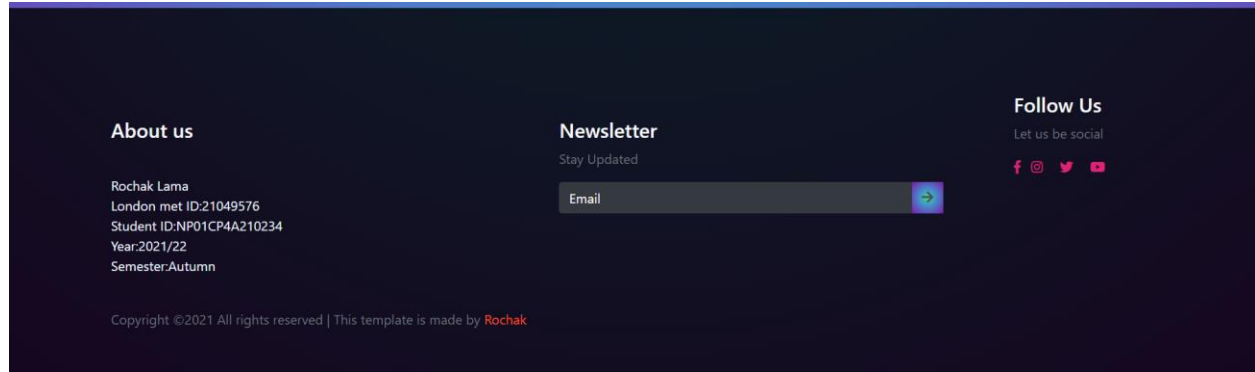 About us
Rochak Lama
London met ID:21049576
Student ID:NP01CP4A210234
Year:2021/22
Semester:Autumn
Newsletter
Stay Updated
Email
Follow Us
Let us be social
Copyright ©2021 All rights reserved | This template is made by Rochak